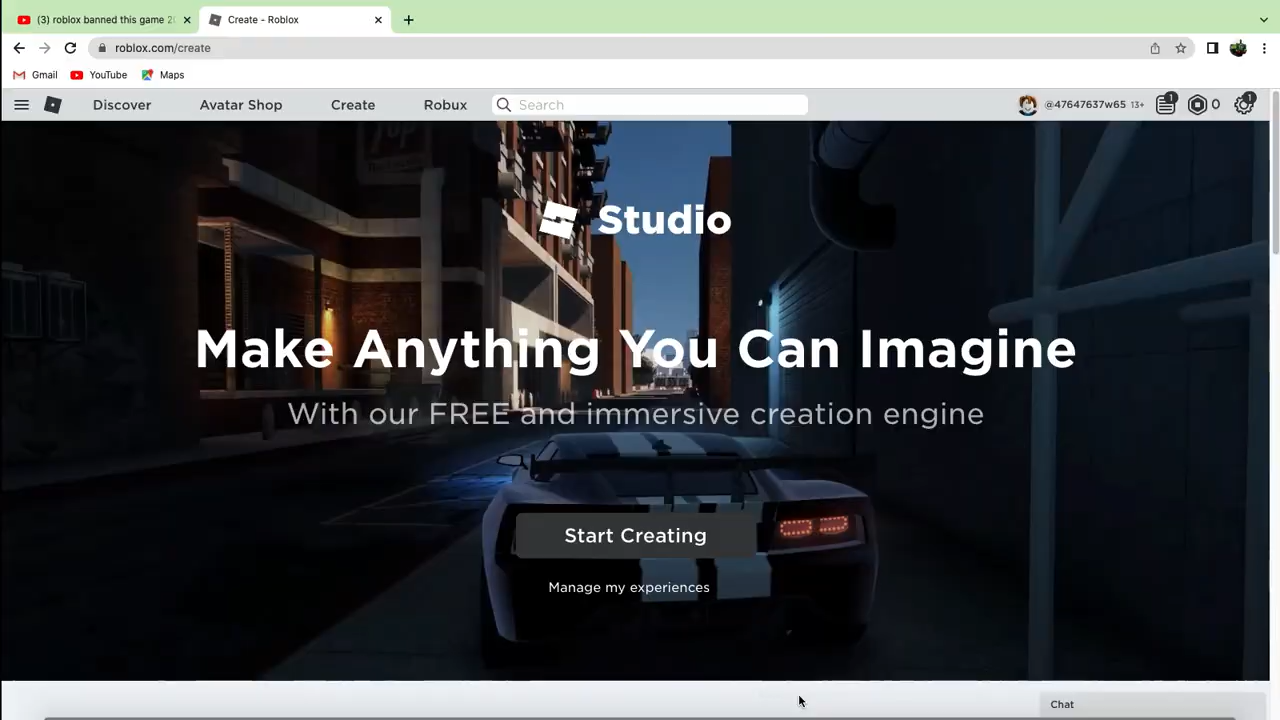 (3) roblox banned this game 2
Create - Roblox
roblox.com/create
Gmail YouTube Maps
Discover Avatar Shop Create Robux Search @47647637w65 13+ 1 0 1
Studio
Make Anything You Can Imagine
With our FREE and immersive creation engine
Start Creating
Manage my experiences
Chat